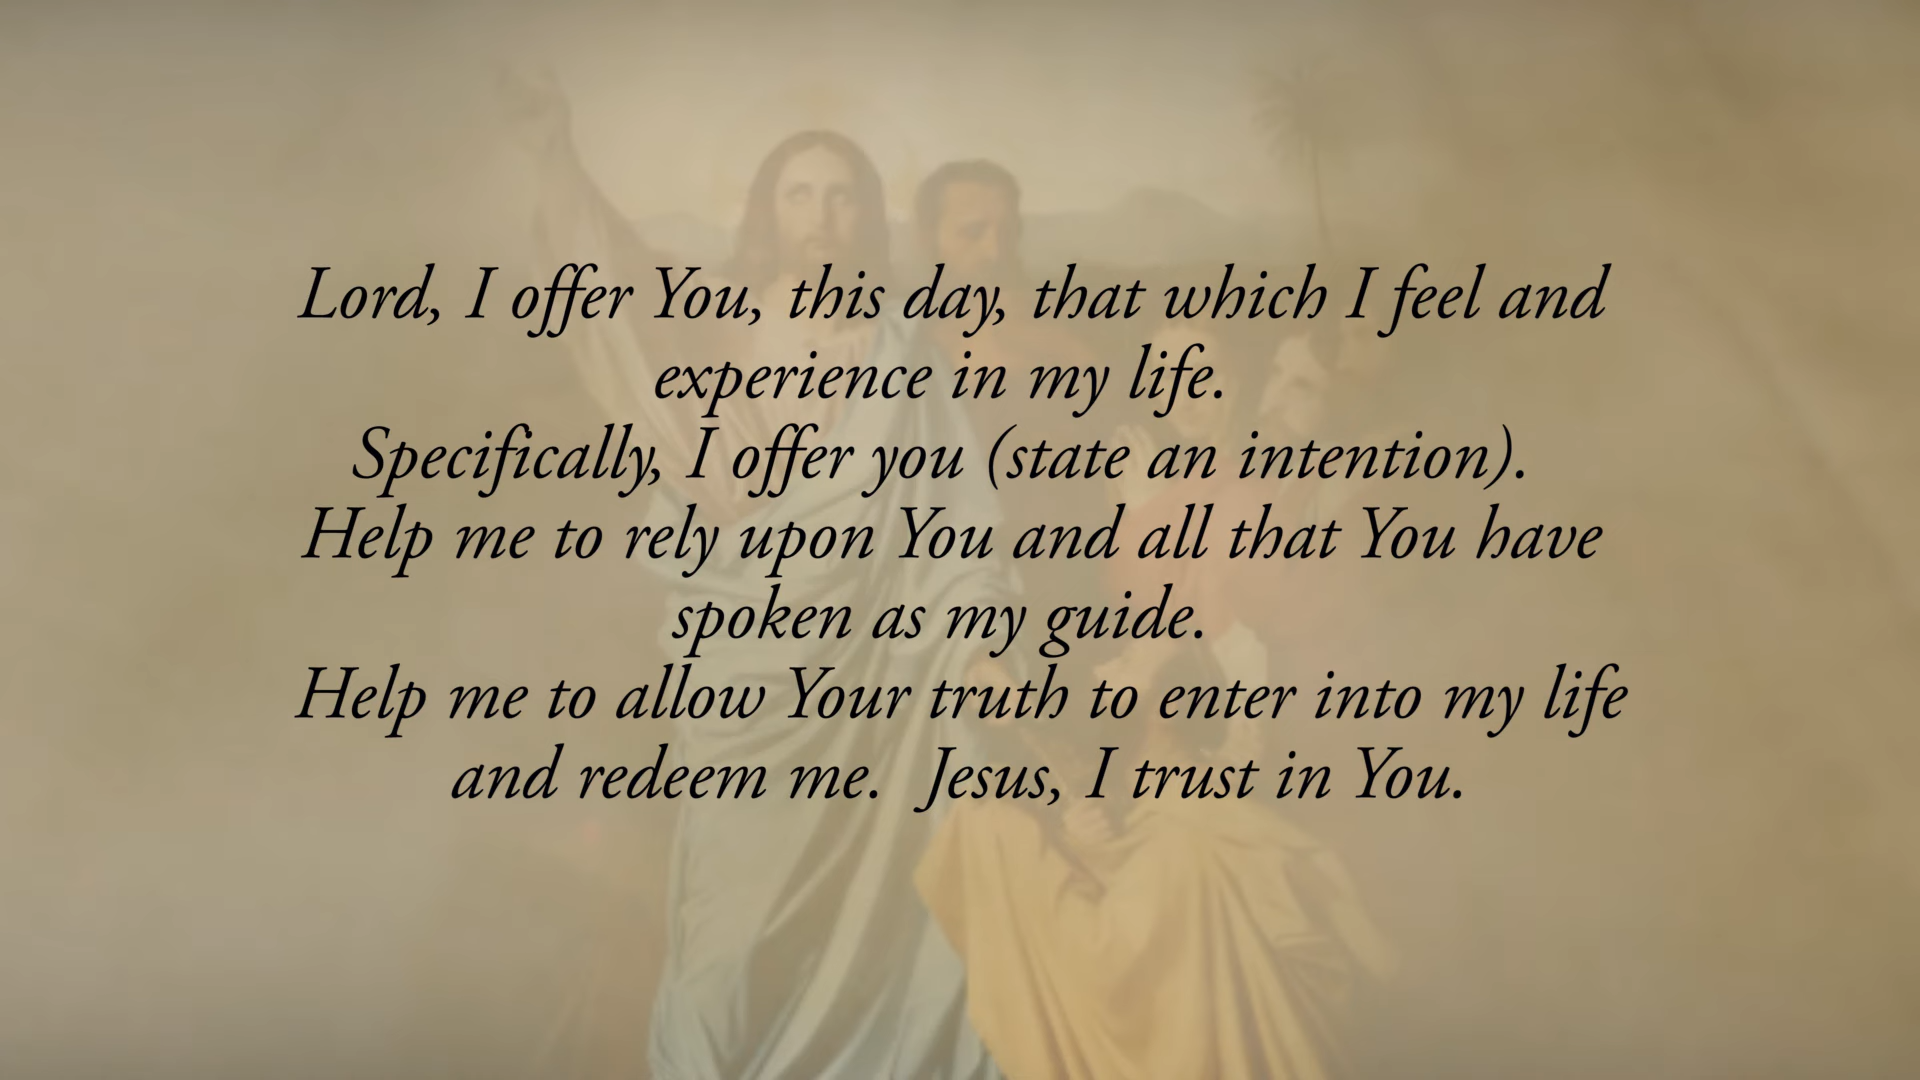 Lord, I offer You, this day, that which I feel and
experience in my life.
Specifically, I offer you (state an intention).
Help me to rely upon You and all that You have
spoken as my guide.
Help me to allow Your truth to enter into my life
and redeem me.  Jesus, I trust in You.